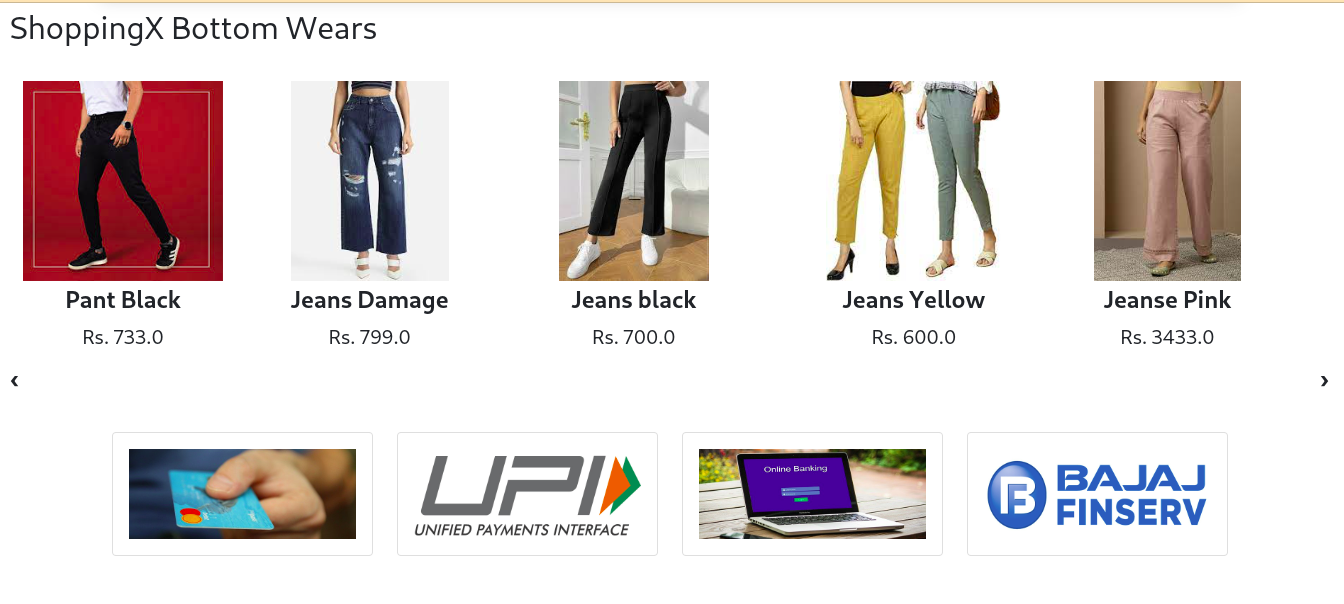 ShoppingX Bottom Wears
Pant Black
Rs. 733.0
Jeans Damage
Rs. 799.0
Jeans black
Rs. 700.0
Jeans Yellow
Rs. 600.0
Jeanse Pink
Rs. 3433.0
‹
›
UPI
UNIFIED PAYMENTS INTERFACE
Online Banking
BAJAJ
FINSERV